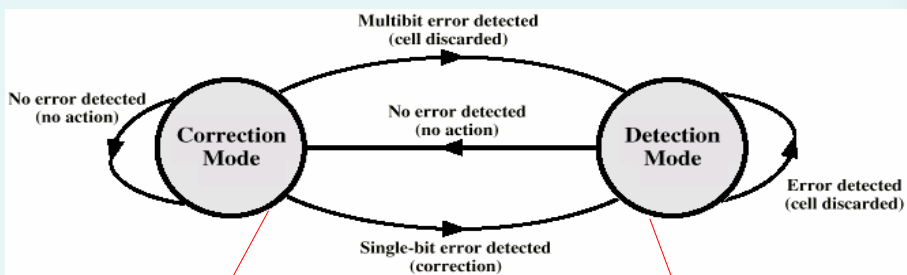 Multibit error detected
(cell discarded)
No error detected
(no action)
Correction
Mode
No error detected
(no action)
Detection
Mode
Error detected
(cell discarded)
Single-bit error detected
(correction)